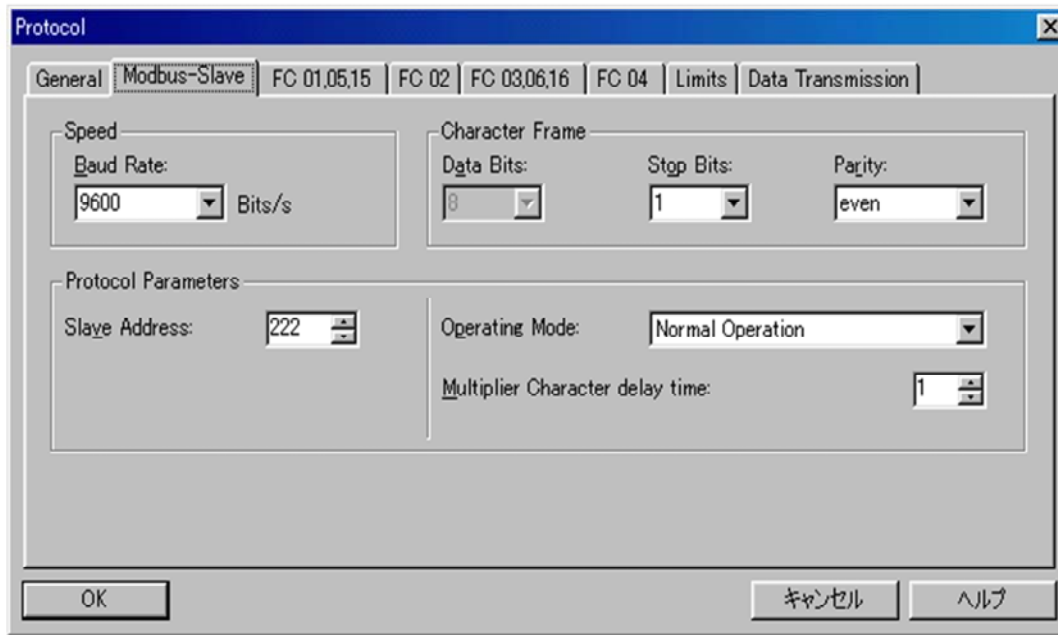 Protocol
General Modbus-Slave FC 01,05,15 FC 02 FC 03,06,16 FC 04 Limits Data Transmission
Speed
Baud Rate:
9600 Bits/s
Character Frame
Data Bits: Stop Bits: Parity:
8 1 even
Protocol Parameters
Slave Address: 222
Operating Mode: Normal Operation
Multiplier Character delay time: 1
OK キャンセル ヘルプ